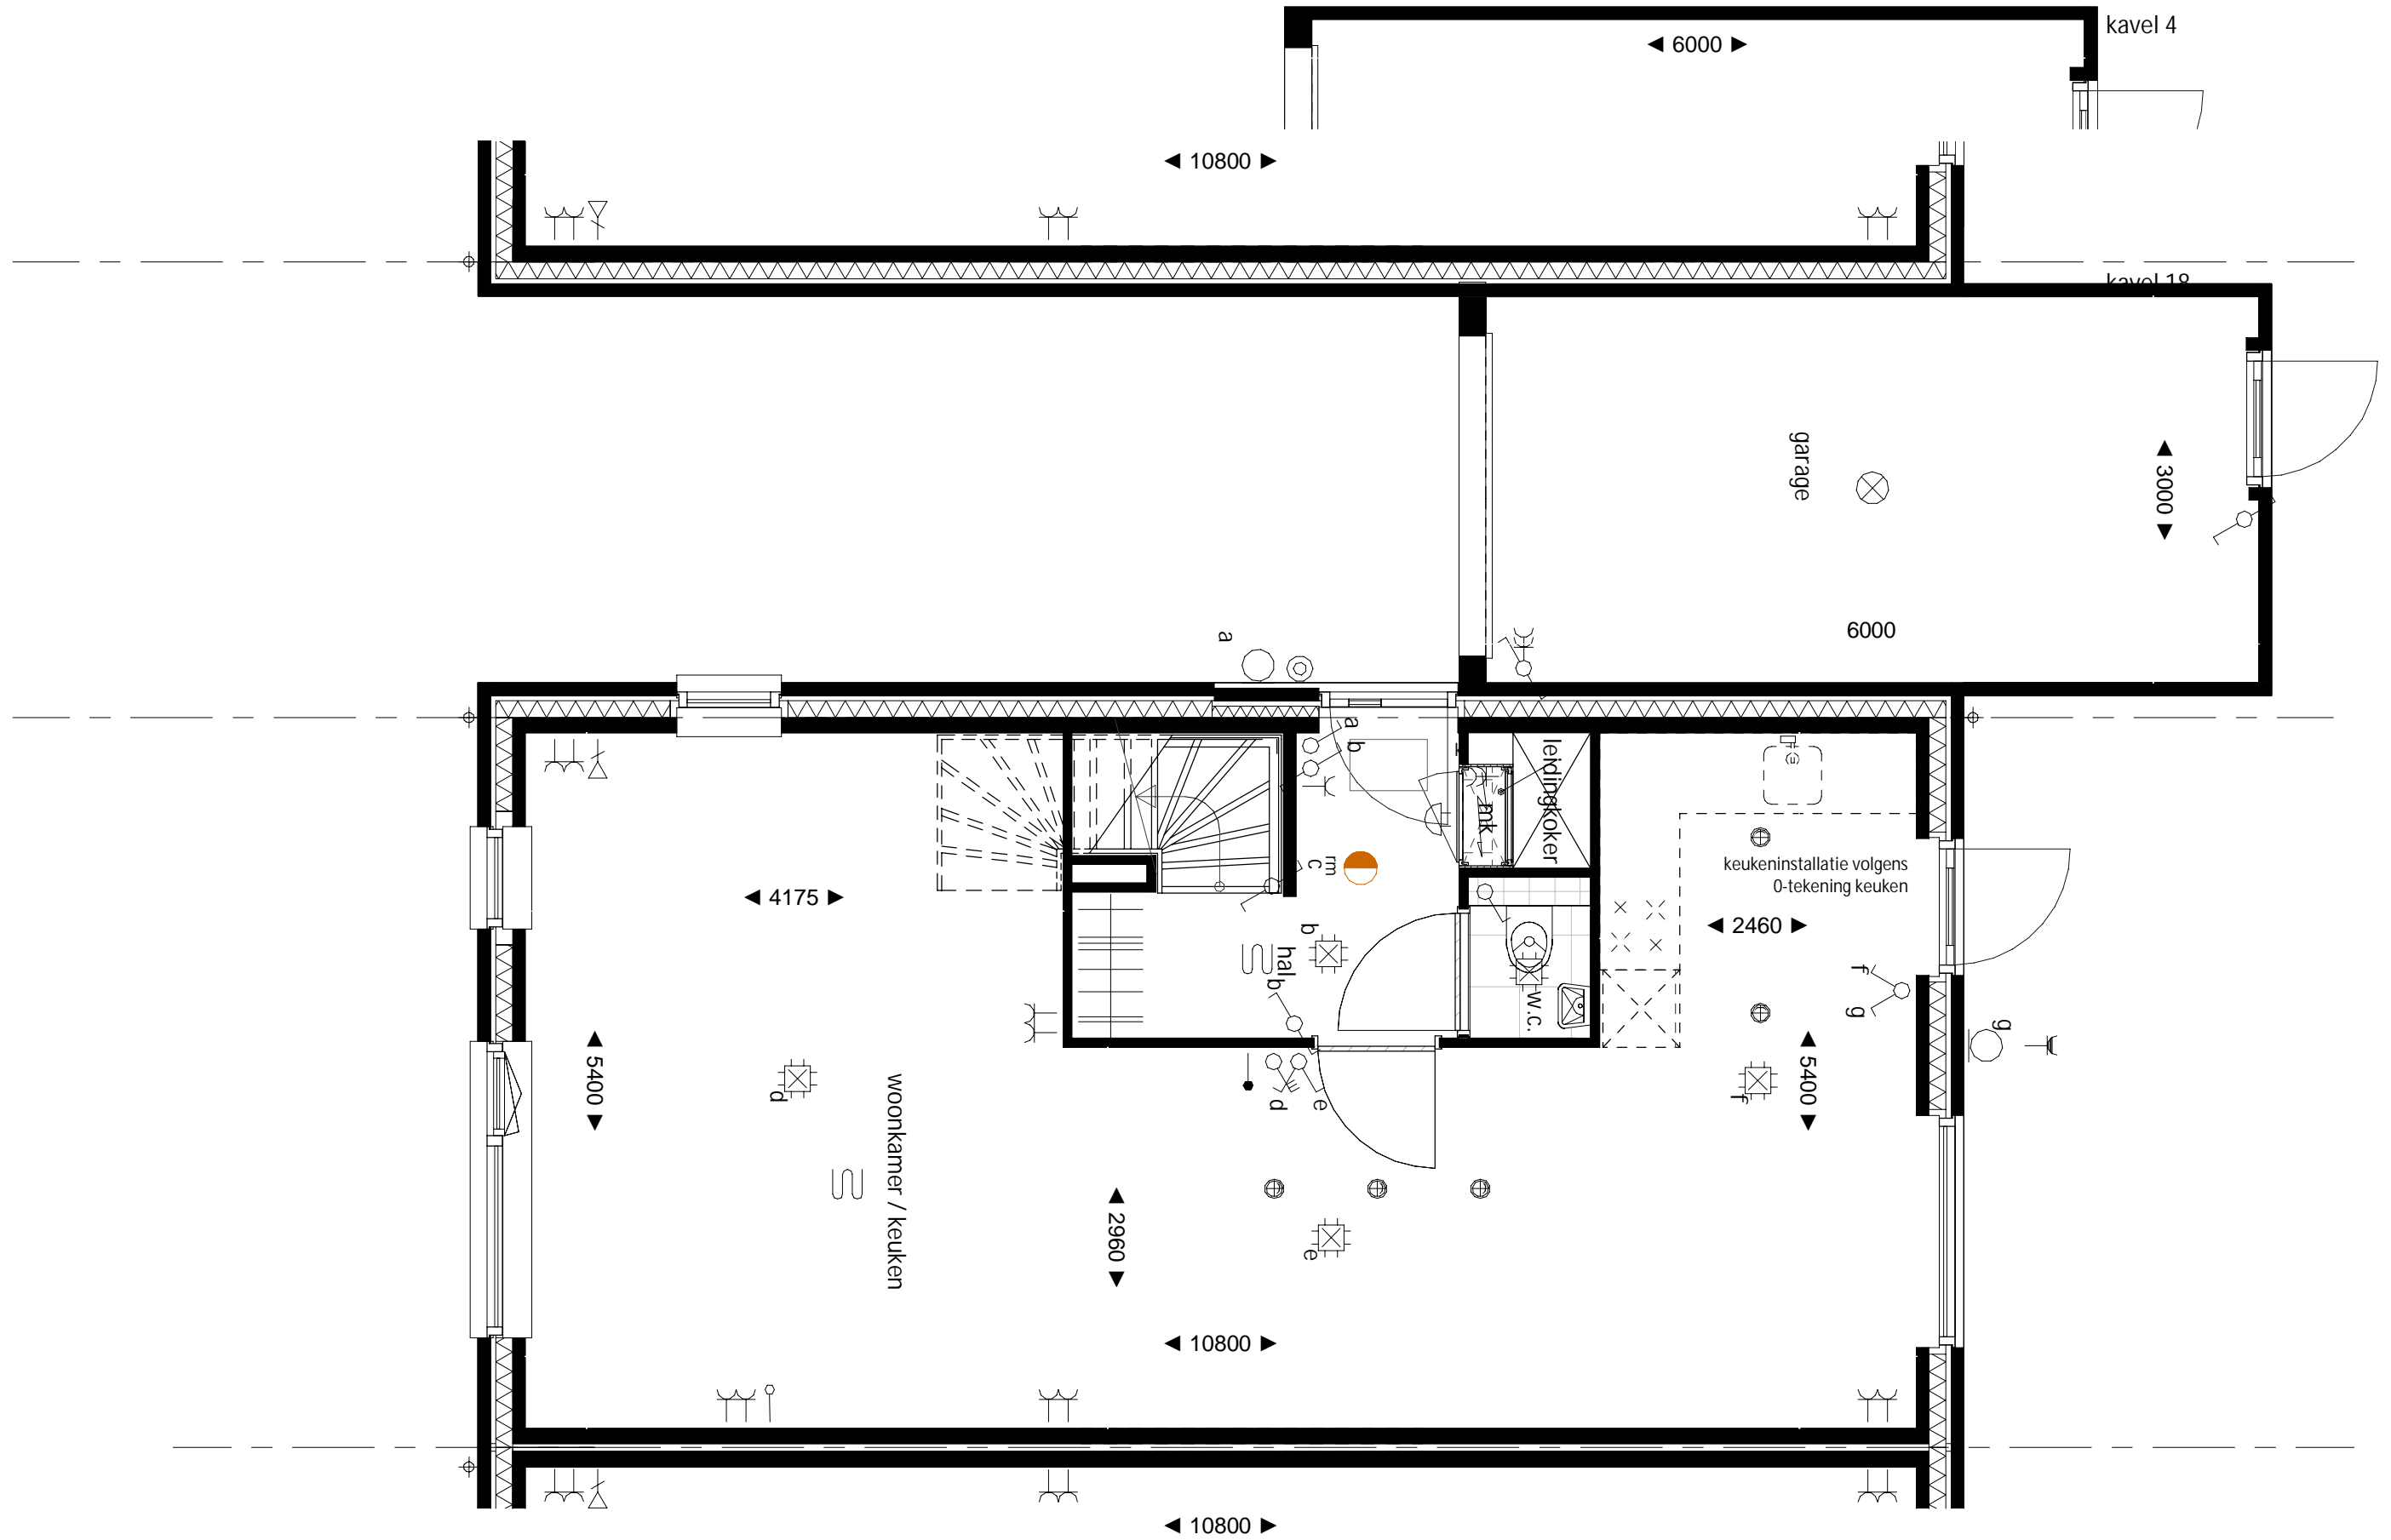 kavel 4
◄ 6000 ►
◄ 10800 ►
kavel 18
garage
◄ 3000 ►
6000
a
a
b
leidingkoker
mk
rm
c
keukeninstallatie volgens
0-tekening keuken
◄ 4175 ►
◄ 2460 ►
b
hal
b
w.c.
f
g
g
◄ 5400 ►
d
woonkamer / keuken
d
e
f
◄ 5400 ►
◄ 2960 ►
e
◄ 10800 ►
◄ 10800 ►